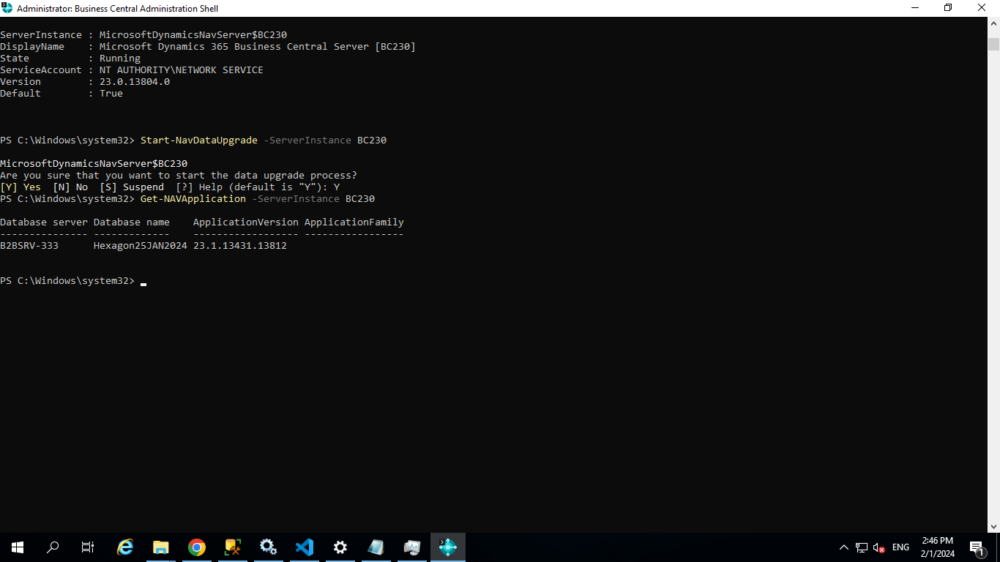 Administrator: Business Central Administration Shell
ServerInstance : MicrosoftDynamicsNavServer$BC230
DisplayName    : Microsoft Dynamics 365 Business Central Server [BC230]
State          : Running
ServiceAccount : NT AUTHORITY\NETWORK SERVICE
Version        : 23.0.13804.0
Default        : True
PS C:\Windows\system32> Start-NavDataUpgrade -ServerInstance BC230
MicrosoftDynamicsNavServer$BC230
Are you sure that you want to start the data upgrade process?
[Y] Yes  [N] No  [S] Suspend  [?] Help (default is "Y"): Y
PS C:\Windows\system32> Get-NAVApplication -ServerInstance BC230
Database server Database name    ApplicationVersion ApplicationFamily
--------------- -------------    ------------------ -----------------
B2BSRV-333      Hexagon25JAN2024 23.1.13431.13812
PS C:\Windows\system32>
ENG
2:46 PM
2/1/2024
1